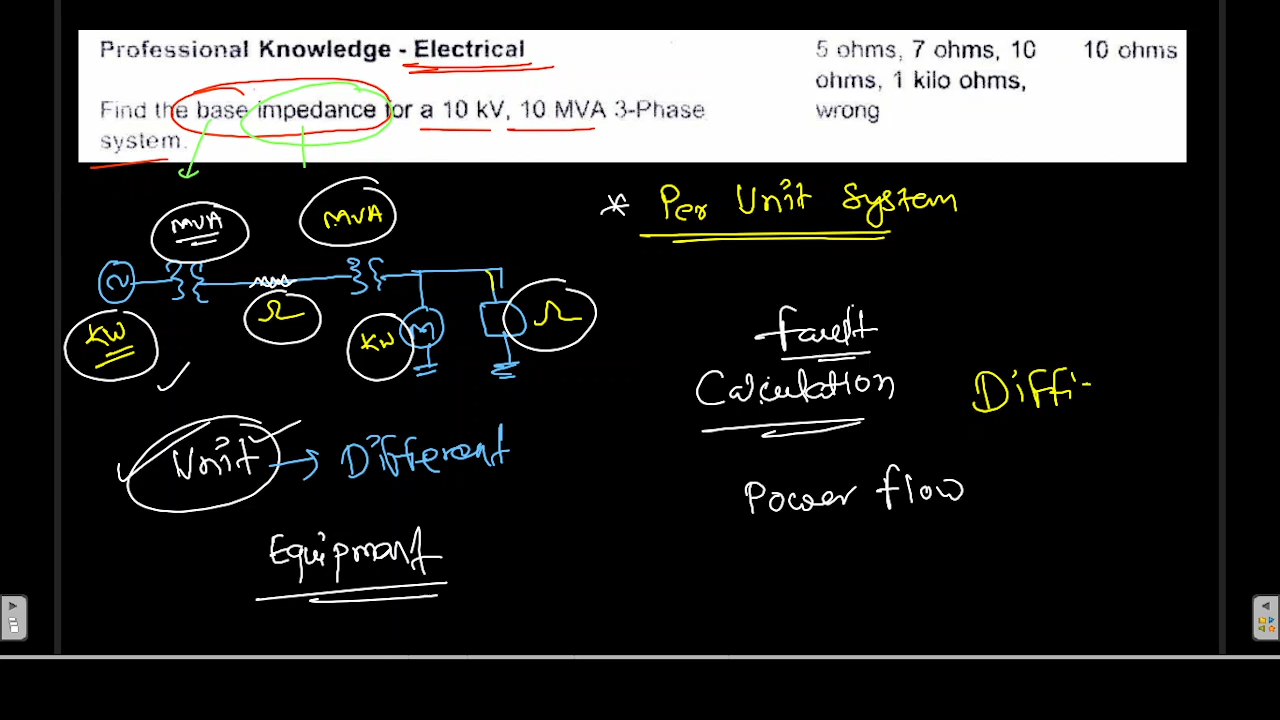 Professional Knowledge - Electrical
Find the base impedance for a 10 kV, 10 MVA 3-Phase
system.
5 ohms, 7 ohms, 10
ohms, 1 kilo ohms,
wrong
10 ohms
* Per Unit System
MVA
MVA
KW
Ω
KW
M
Ω
Unit → Different
Equipment
Fault
Calculation
Diffi
Power flow